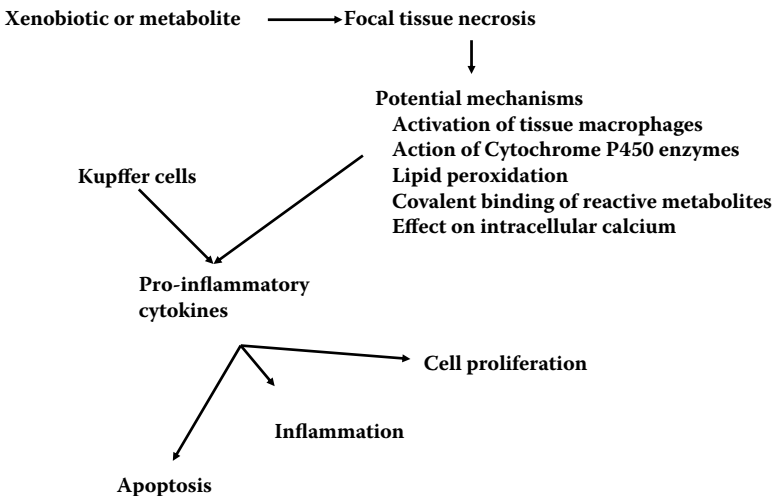 Xenobiotic or metabolite
Focal tissue necrosis
Potential mechanisms
Activation of tissue macrophages
Action of Cytochrome P450 enzymes
Lipid peroxidation
Covalent binding of reactive metabolites
Effect on intracellular calcium
Kupffer cells
Pro-inflammatory
cytokines
Cell proliferation
Inflammation
Apoptosis